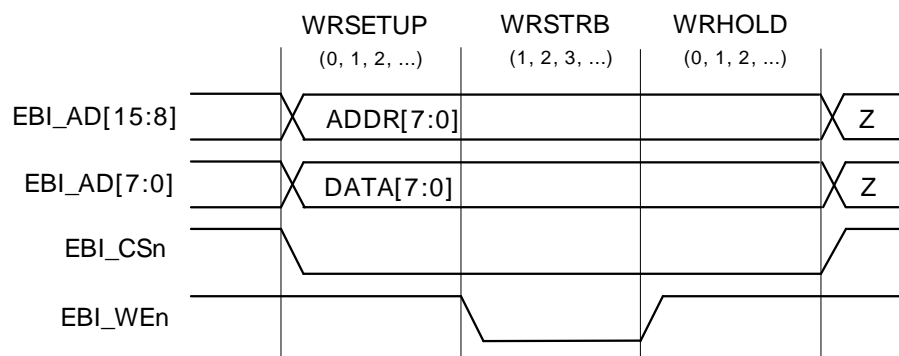 WRSETUP WRSTRB WRHOLD
(0, 1, 2, ...) (1, 2, 3, ...) (0, 1, 2, ...)
EBI_AD[15:8] ADDR[7:0] Z
EBI_AD[7:0] DATA[7:0] Z
EBI_CSn
EBI_WEn